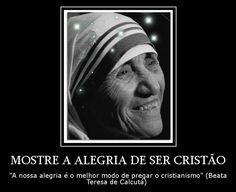 MOSTRE A ALEGRIA DE SER CRISTÃO
"A nossa alegria é o melhor modo de pregar o cristianismo" (Beata
Teresa de Calcutá)